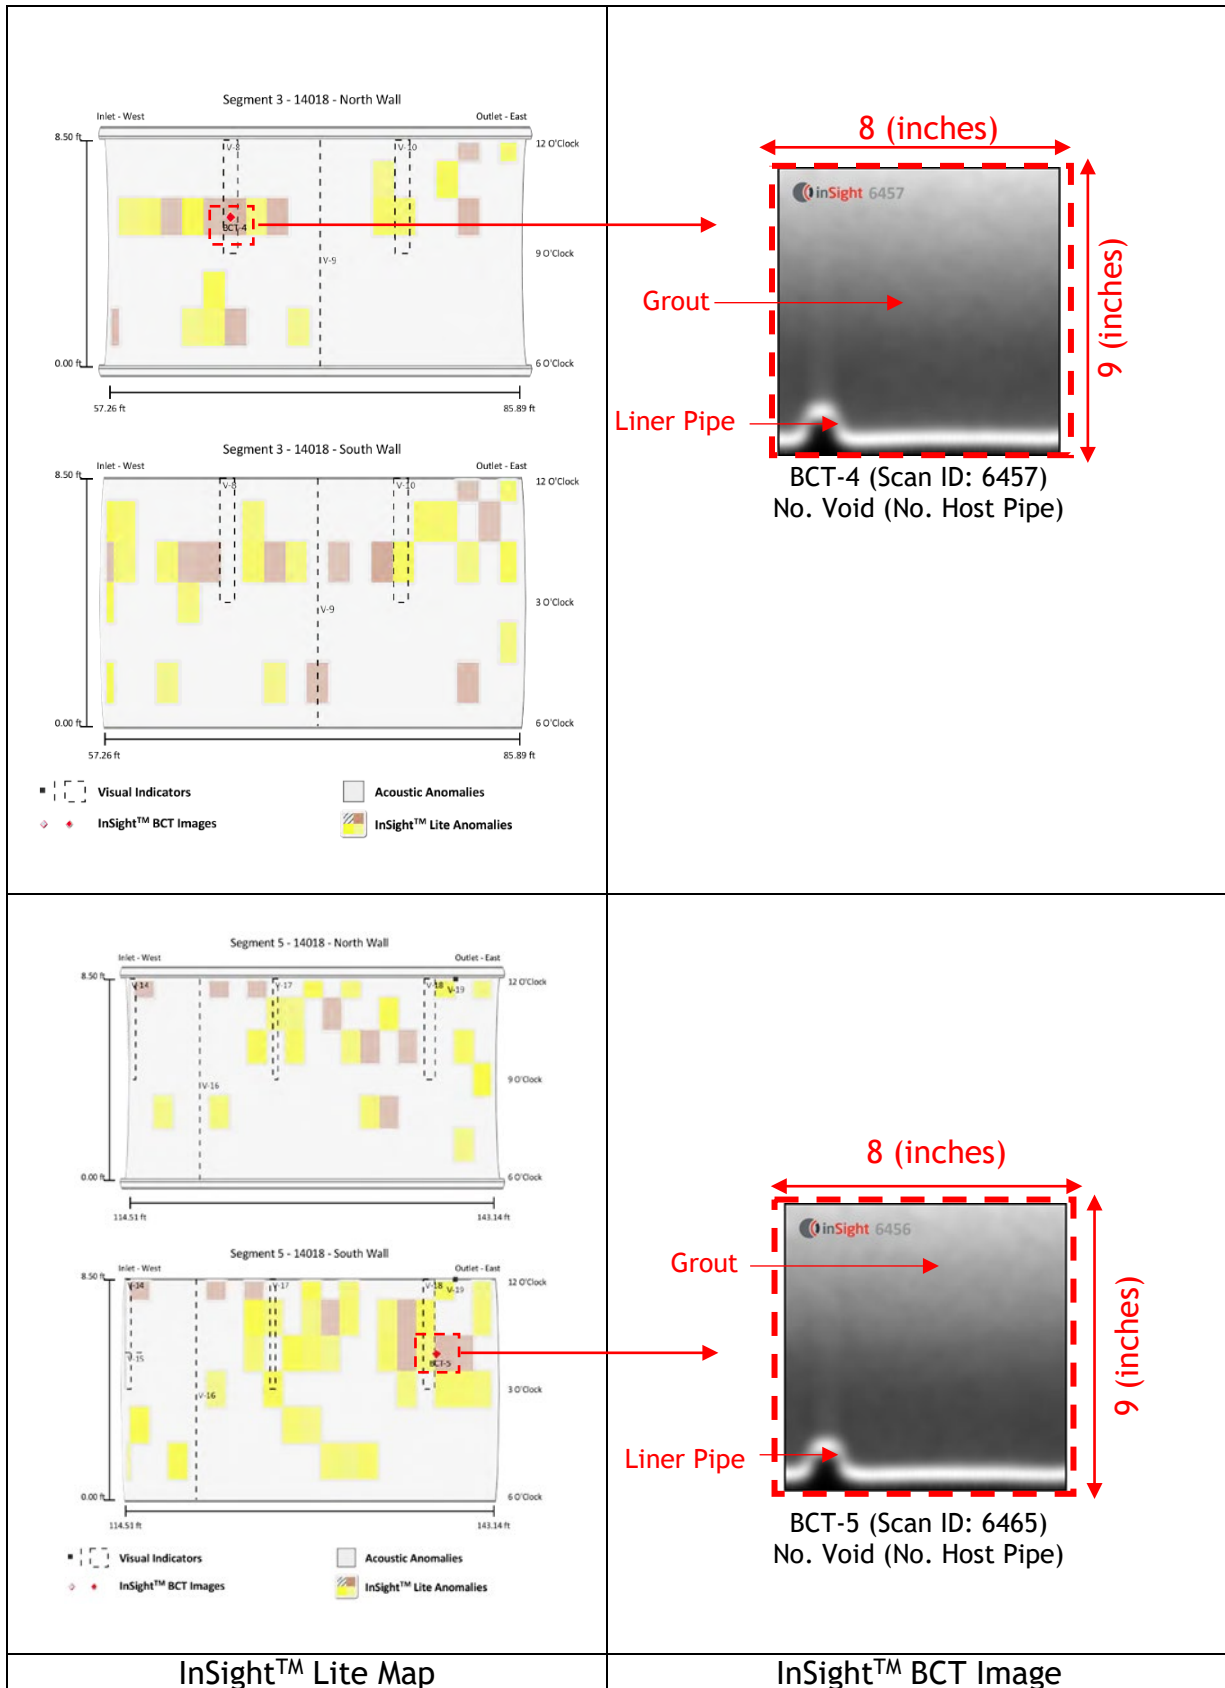 Segment 3 - 14018 - North Wall
Inlet - West
Outlet - East
8.50 ft
12 O'Clock
V-8
V-10
BCT-4
9 O'Clock
V-9
0.00 ft
6 O'Clock
57.26 ft
85.89 ft
Segment 3 - 14018 - South Wall
Inlet - West
Outlet - East
8.50 ft
12 O'Clock
V-8
V-10
3 O'Clock
V-9
0.00 ft
6 O'Clock
57.26 ft
85.89 ft
Visual Indicators
Acoustic Anomalies
InSight™ BCT Images
InSight™ Lite Anomalies
8 (inches)
inSight 6457
Grout
9 (inches)
Liner Pipe
BCT-4 (Scan ID: 6457)
No. Void (No. Host Pipe)
Segment 5 - 14018 - North Wall
Inlet - West
Outlet - East
8.50 ft
12 O'Clock
V-14
V-17
V-18
V-19
9 O'Clock
V-16
0.00 ft
6 O'Clock
114.51 ft
143.14 ft
Segment 5 - 14018 - South Wall
Inlet - West
Outlet - East
8.50 ft
12 O'Clock
V-14
V-17
V-18
V-19
V-15
BCT-5
3 O'Clock
V-16
0.00 ft
6 O'Clock
114.51 ft
143.14 ft
Visual Indicators
Acoustic Anomalies
InSight™ BCT Images
InSight™ Lite Anomalies
8 (inches)
inSight 6456
Grout
9 (inches)
Liner Pipe
BCT-5 (Scan ID: 6465)
No. Void (No. Host Pipe)
InSight™ Lite Map
InSight™ BCT Image